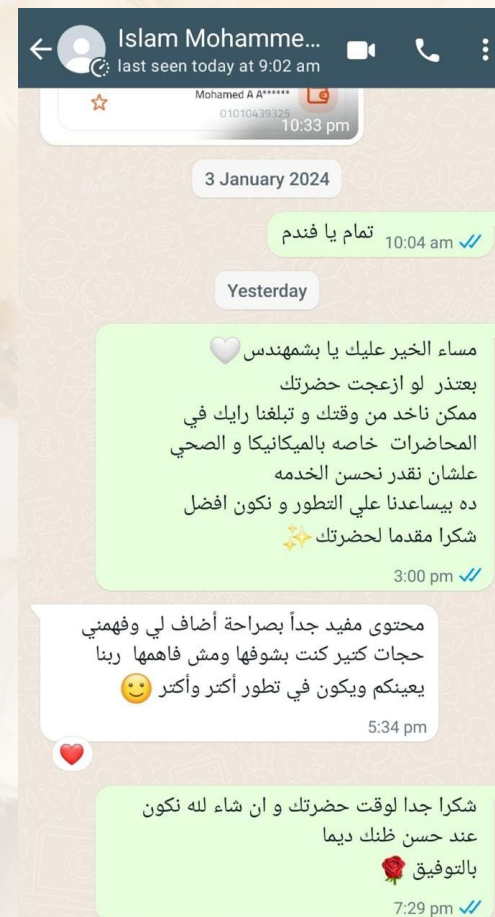 Islam Mohamme...
last seen today at 9:02 am
Mohamed A A******
01010439325
10:33 pm
3 January 2024
تمام يا فندم
10:04 am
Yesterday
مساء الخير عليك يا بشمهندس🤍
بعتذر لو ازعجت حضرتك
ممكن ناخد من وقتك و تبلغنا رايك في
المحاضرات خاصه بالميكانيكا و الصحي
علشان نقدر نحسن الخدمه
ده بيساعدنا علي التطور و نكون افضل
شكرا مقدما لحضرتك✨
3:00 pm
محتوى مفيد جداً بصراحة أضاف لي وفهمني
حجات كتير كنت بشوفها ومش فاهمها ربنا
يعينكم ويكون في تطور أكتر وأكتر 🙂
5:34 pm
شكرا جدا لوقت حضرتك و ان شاء لله نكون
عند حسن ظنك ديما
بالتوفيق 🌹
7:29 pm